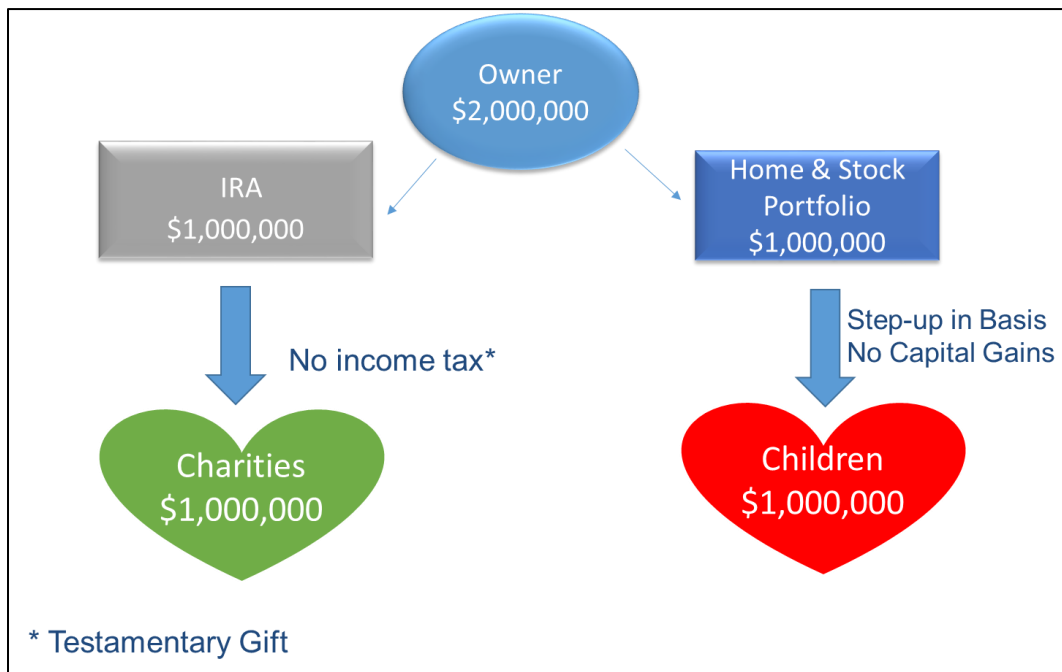 Owner
$2,000,000
IRA
$1,000,000
Home & Stock
Portfolio
$1,000,000
No income tax*
Step-up in Basis
No Capital Gains
Charities
$1,000,000
Children
$1,000,000
* Testamentary Gift